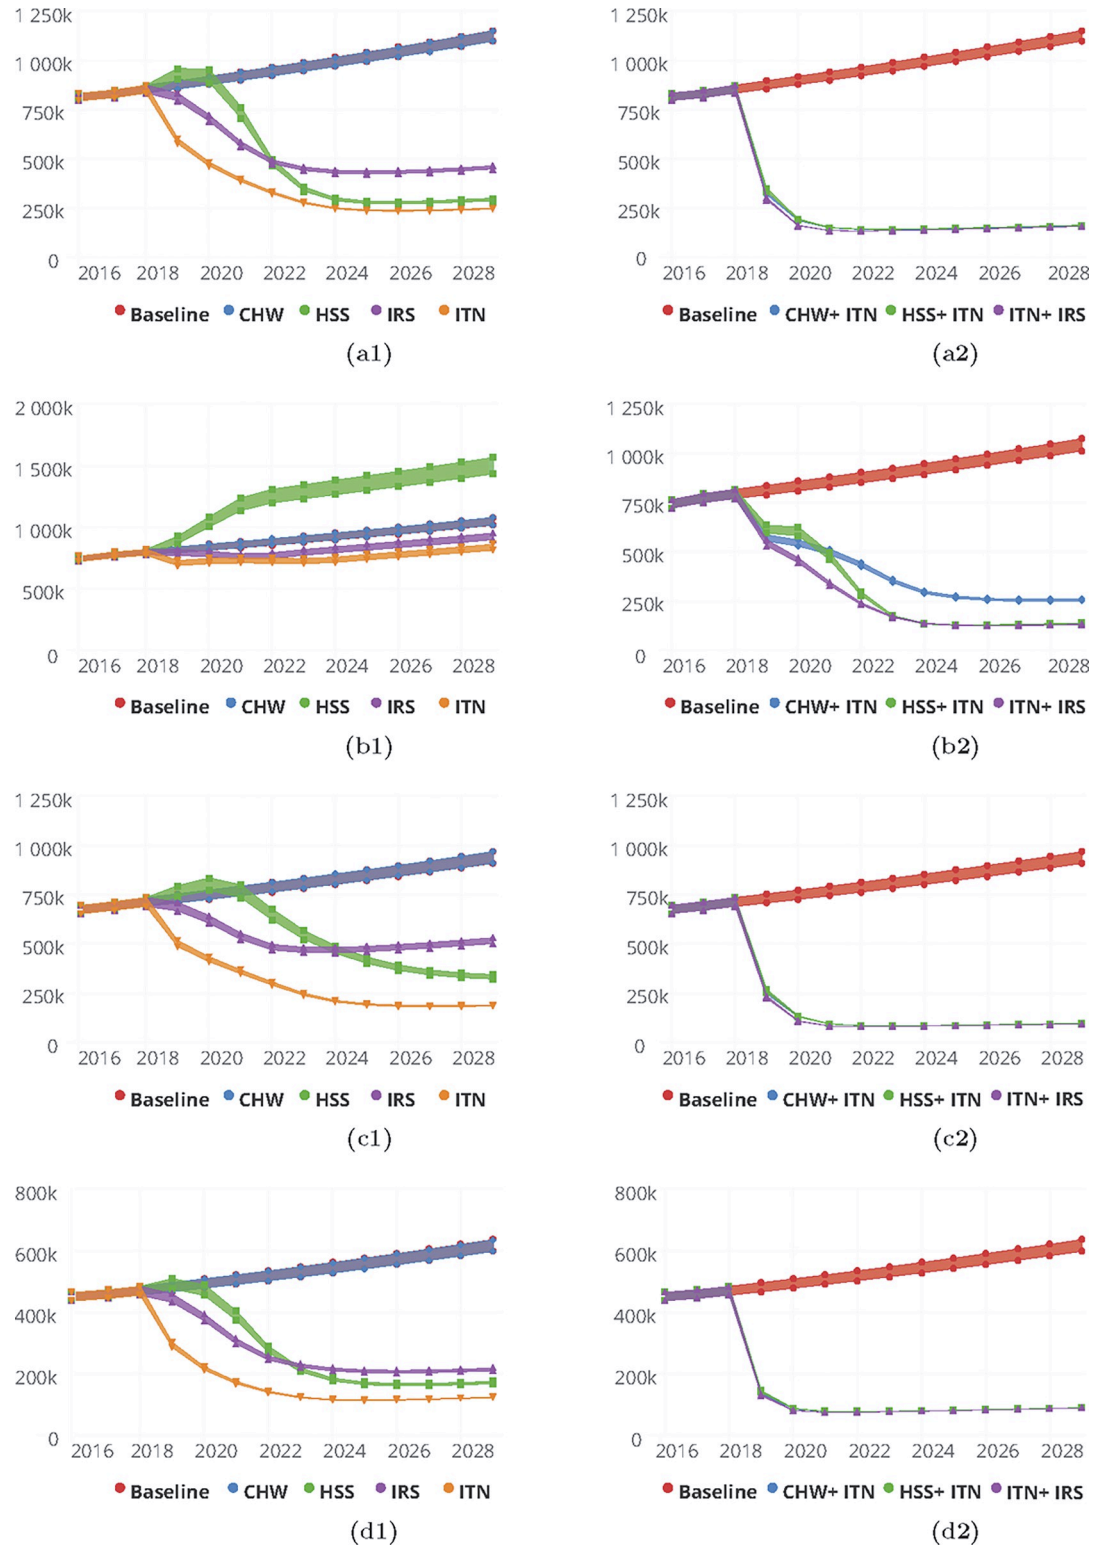 1 250k
1 000k
750k
500k
250k
0
2016 2018 2020 2022 2024 2026 2028
Baseline CHW HSS IRS ITN
(a1)
1 250k
1 000k
750k
500k
250k
0
2016 2018 2020 2022 2024 2026 2028
Baseline CHW+ ITN HSS+ ITN ITN+ IRS
(a2)
2 000k
1 500k
1 000k
500k
0
2016 2018 2020 2022 2024 2026 2028
Baseline CHW HSS IRS ITN
(b1)
1 250k
1 000k
750k
500k
250k
0
2016 2018 2020 2022 2024 2026 2028
Baseline CHW+ ITN HSS+ ITN ITN+ IRS
(b2)
1 250k
1 000k
750k
500k
250k
0
2016 2018 2020 2022 2024 2026 2028
Baseline CHW HSS IRS ITN
(c1)
1 250k
1 000k
750k
500k
250k
0
2016 2018 2020 2022 2024 2026 2028
Baseline CHW+ ITN HSS+ ITN ITN+ IRS
(c2)
800k
600k
400k
200k
0
2016 2018 2020 2022 2024 2026 2028
Baseline CHW HSS IRS ITN
(d1)
800k
600k
400k
200k
0
2016 2018 2020 2022 2024 2026 2028
Baseline CHW+ ITN HSS+ ITN ITN+ IRS
(d2)